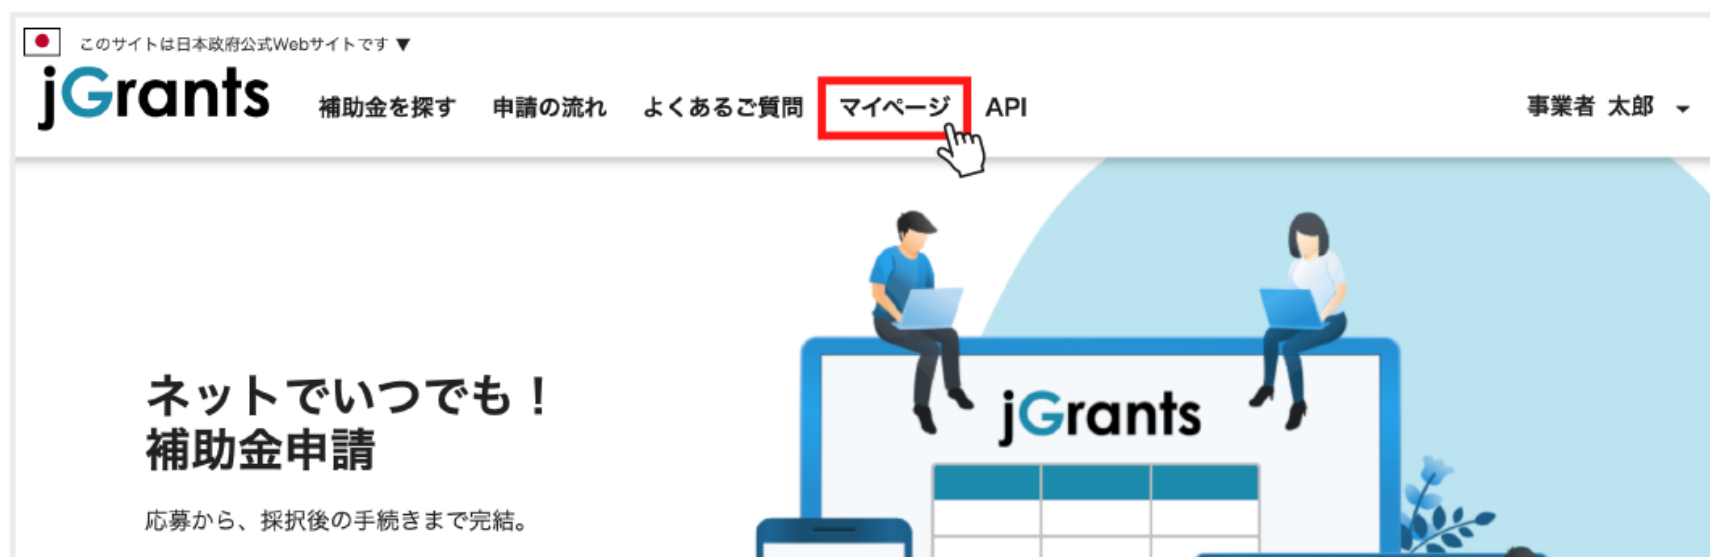 このサイトは日本政府公式Webサイトです ▼
jGrants 補助金を探す 申請の流れ よくあるご質問 マイページ API 事業者 太郎
ネットでいつでも！
補助金申請
応募から、採択後の手続きまで完結。
jGrants